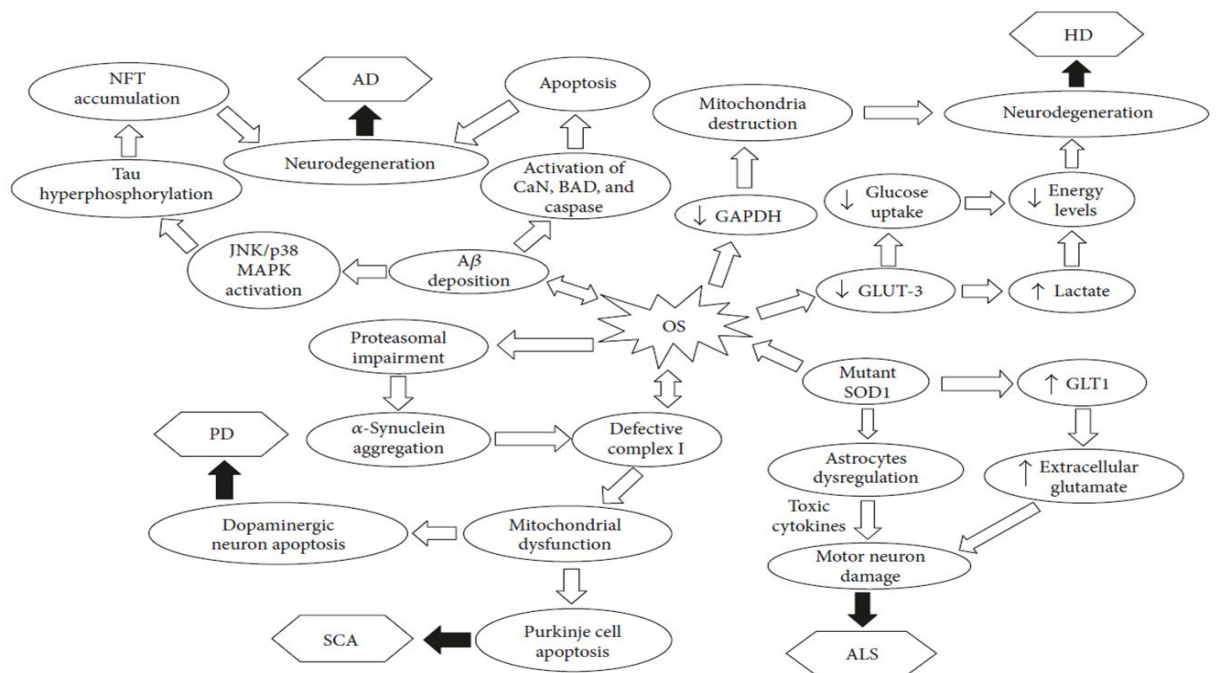 HD
NFT
accumulation
AD
Apoptosis
Mitochondria
destruction
Neurodegeneration
Neurodegeneration
Tau
hyperphosphorylation
Activation of
CaN, BAD, and
caspase
↓ GAPDH
↓ Glucose
uptake
↓ Energy
levels
JNK/p38
MAPK
activation
Aβ
deposition
↓ GLUT-3
↑ Lactate
OS
Proteasomal
impairment
Mutant
SOD1
↑ GLT1
PD
α-Synuclein
aggregation
Defective
complex I
Astrocytes
dysregulation
↑ Extracellular
glutamate
Toxic
cytokines
Dopaminergic
neuron apoptosis
Mitochondrial
dysfunction
Motor neuron
damage
SCA
Purkinje cell
apoptosis
ALS